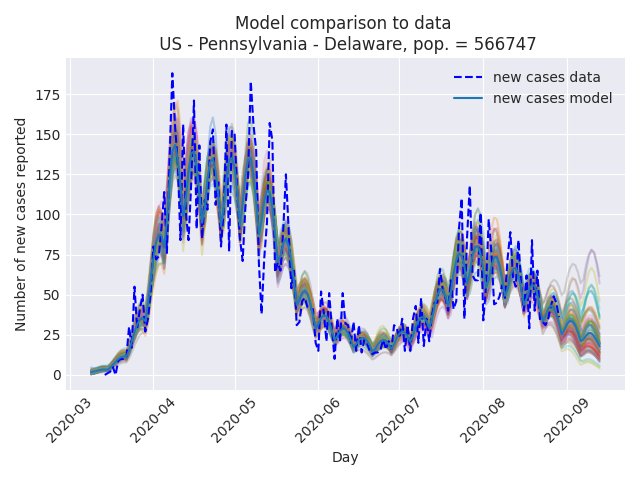 Model comparison to data
US - Pennsylvania - Delaware, pop. = 566747
new cases data
new cases model
Number of new cases reported
175
150
125
100
75
50
25
0
2020-03
2020-04
2020-05
2020-06
2020-07
2020-08
2020-09
Day